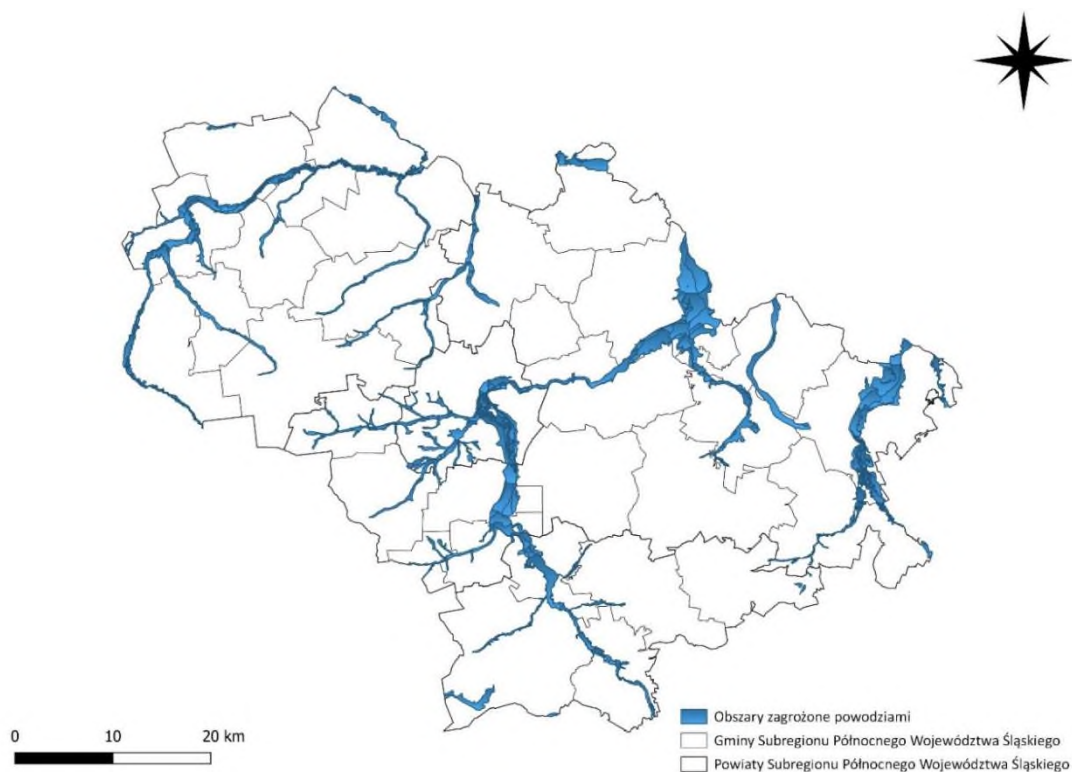 Obszary zagrożone powodziami
Gminy Subregionu Północnego Województwa Śląskiego
Powiaty Subregionu Północnego Województwa Śląskiego
0 10 20 km